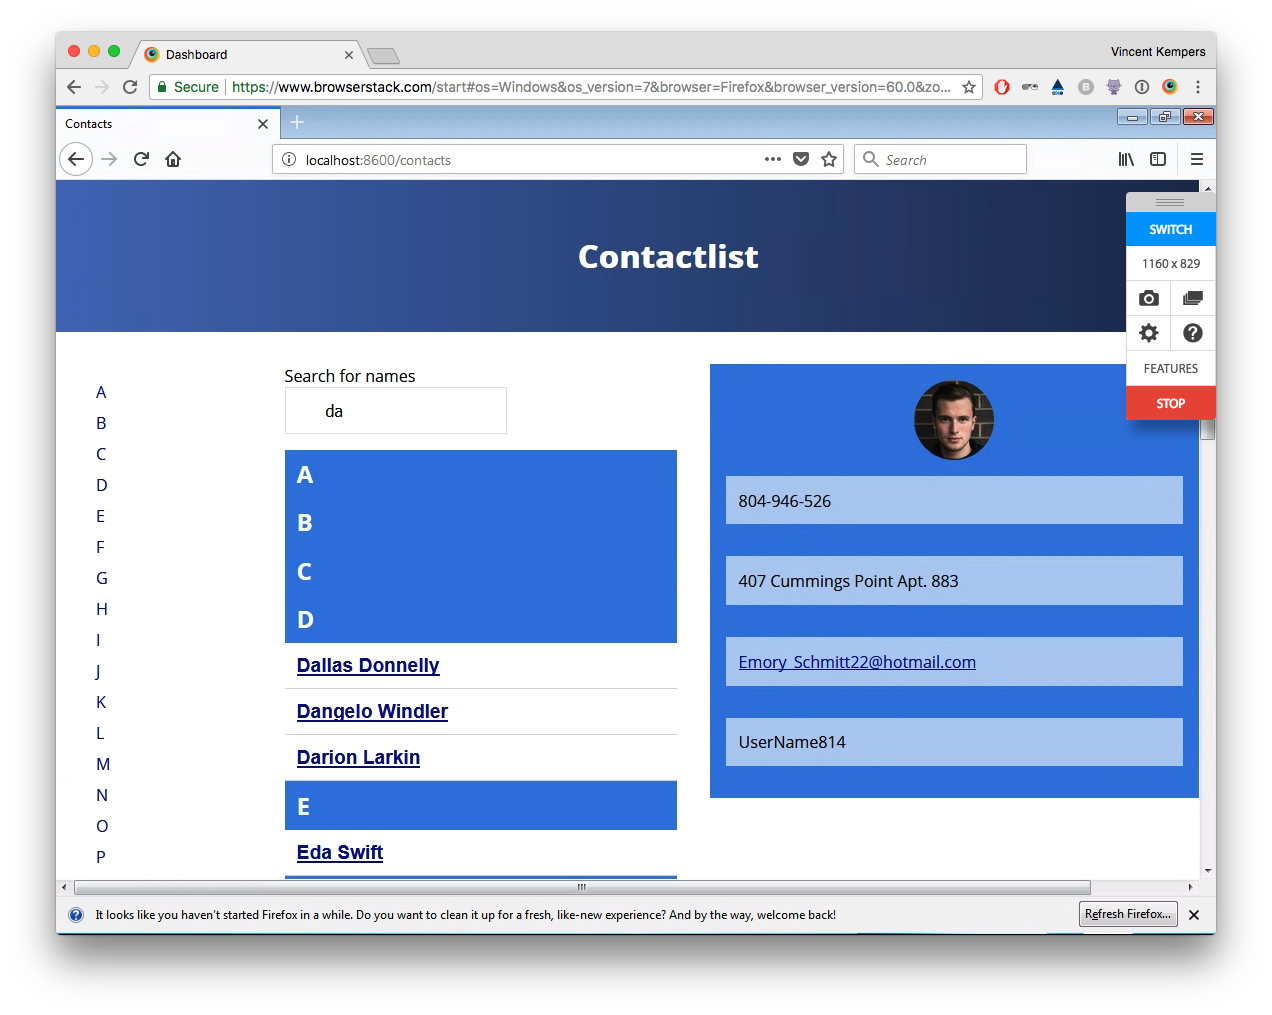 Dashboard
Vincent Kempers
Secure https://www.browserstack.com/start#os=Windows&os_version=7&browser=Firefox&browser_version=60.0&zo...
Contacts
localhost:8600/contacts
Search
Contactlist
SWITCH
1160 x 829
FEATURES
STOP
A
B
C
D
E
F
G
H
I
J
K
L
M
N
O
P
Search for names
da
A
B
C
D
Dallas Donnelly
Dangelo Windler
Darion Larkin
E
Eda Swift
804-946-526
407 Cummings Point Apt. 883
Emory_Schmitt22@hotmail.com
UserName814
It looks like you haven't started Firefox in a while. Do you want to clean it up for a fresh, like-new experience? And by the way, welcome back!
Refresh Firefox...